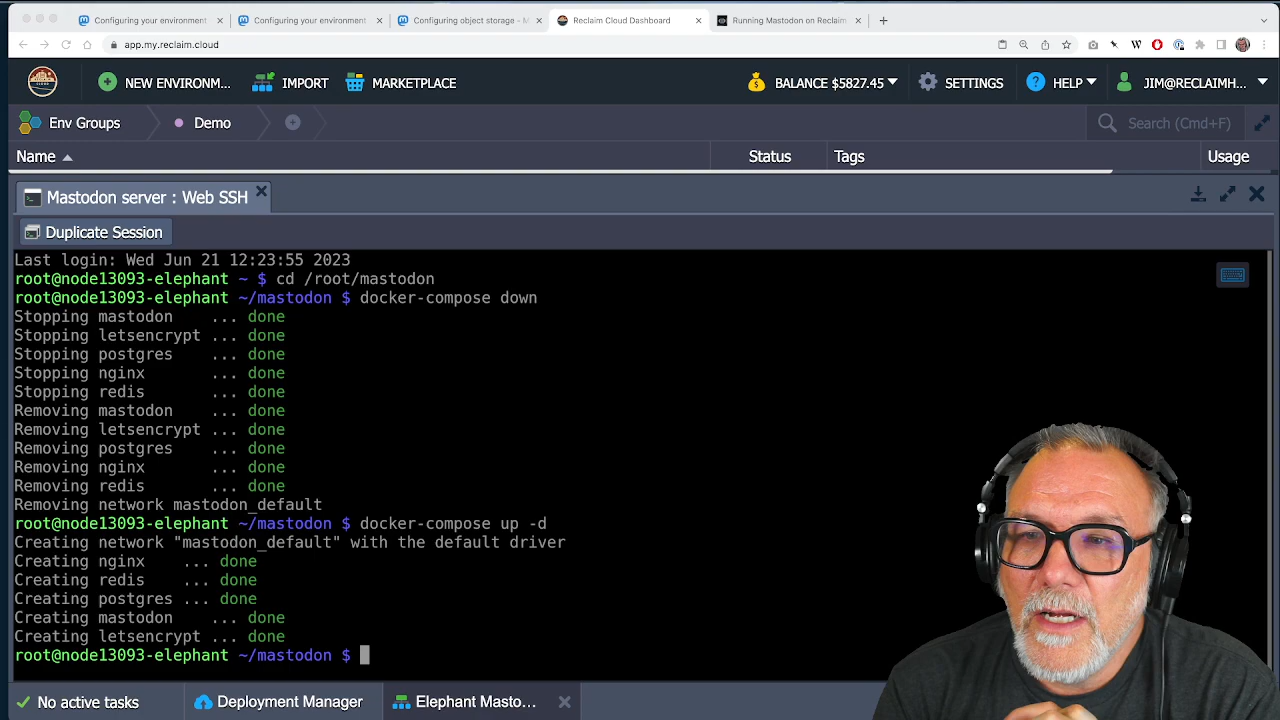 Configuring your environment
Configuring your environment
Configuring object storage - M
Reclaim Cloud Dashboard
Running Mastodon on Reclaim
app.my.reclaim.cloud
NEW ENVIRONM...
IMPORT
MARKETPLACE
BALANCE $5827.45
SETTINGS
HELP
JIM@RECLAIMH...
Env Groups
Demo
Search (Cmd+F)
Name
Status
Tags
Usage
Mastodon server : Web SSH
Duplicate Session
Last login: Wed Jun 21 12:23:55 2023
root@node13093-elephant ~ $ cd /root/mastodon
root@node13093-elephant ~/mastodon $ docker-compose down
Stopping mastodon ... done
Stopping letsencrypt ... done
Stopping postgres ... done
Stopping nginx ... done
Stopping redis ... done
Removing mastodon ... done
Removing letsencrypt ... done
Removing postgres ... done
Removing nginx ... done
Removing redis ... done
Removing network mastodon_default
root@node13093-elephant ~/mastodon $ docker-compose up -d
Creating network "mastodon_default" with the default driver
Creating nginx ... done
Creating redis ... done
Creating postgres ... done
Creating mastodon ... done
Creating letsencrypt ... done
root@node13093-elephant ~/mastodon $
No active tasks
Deployment Manager
Elephant Masto...